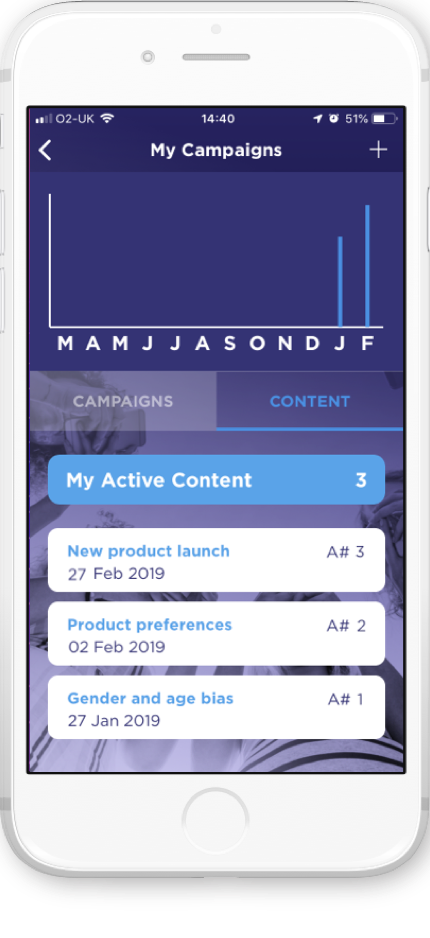 O2-UK 14:40 51%
My Campaigns
M A M J J A S O N D J F
CAMPAIGNS CONTENT
My Active Content 3
New product launch A# 3
27 Feb 2019
Product preferences A# 2
02 Feb 2019
Gender and age bias A# 1
27 Jan 2019